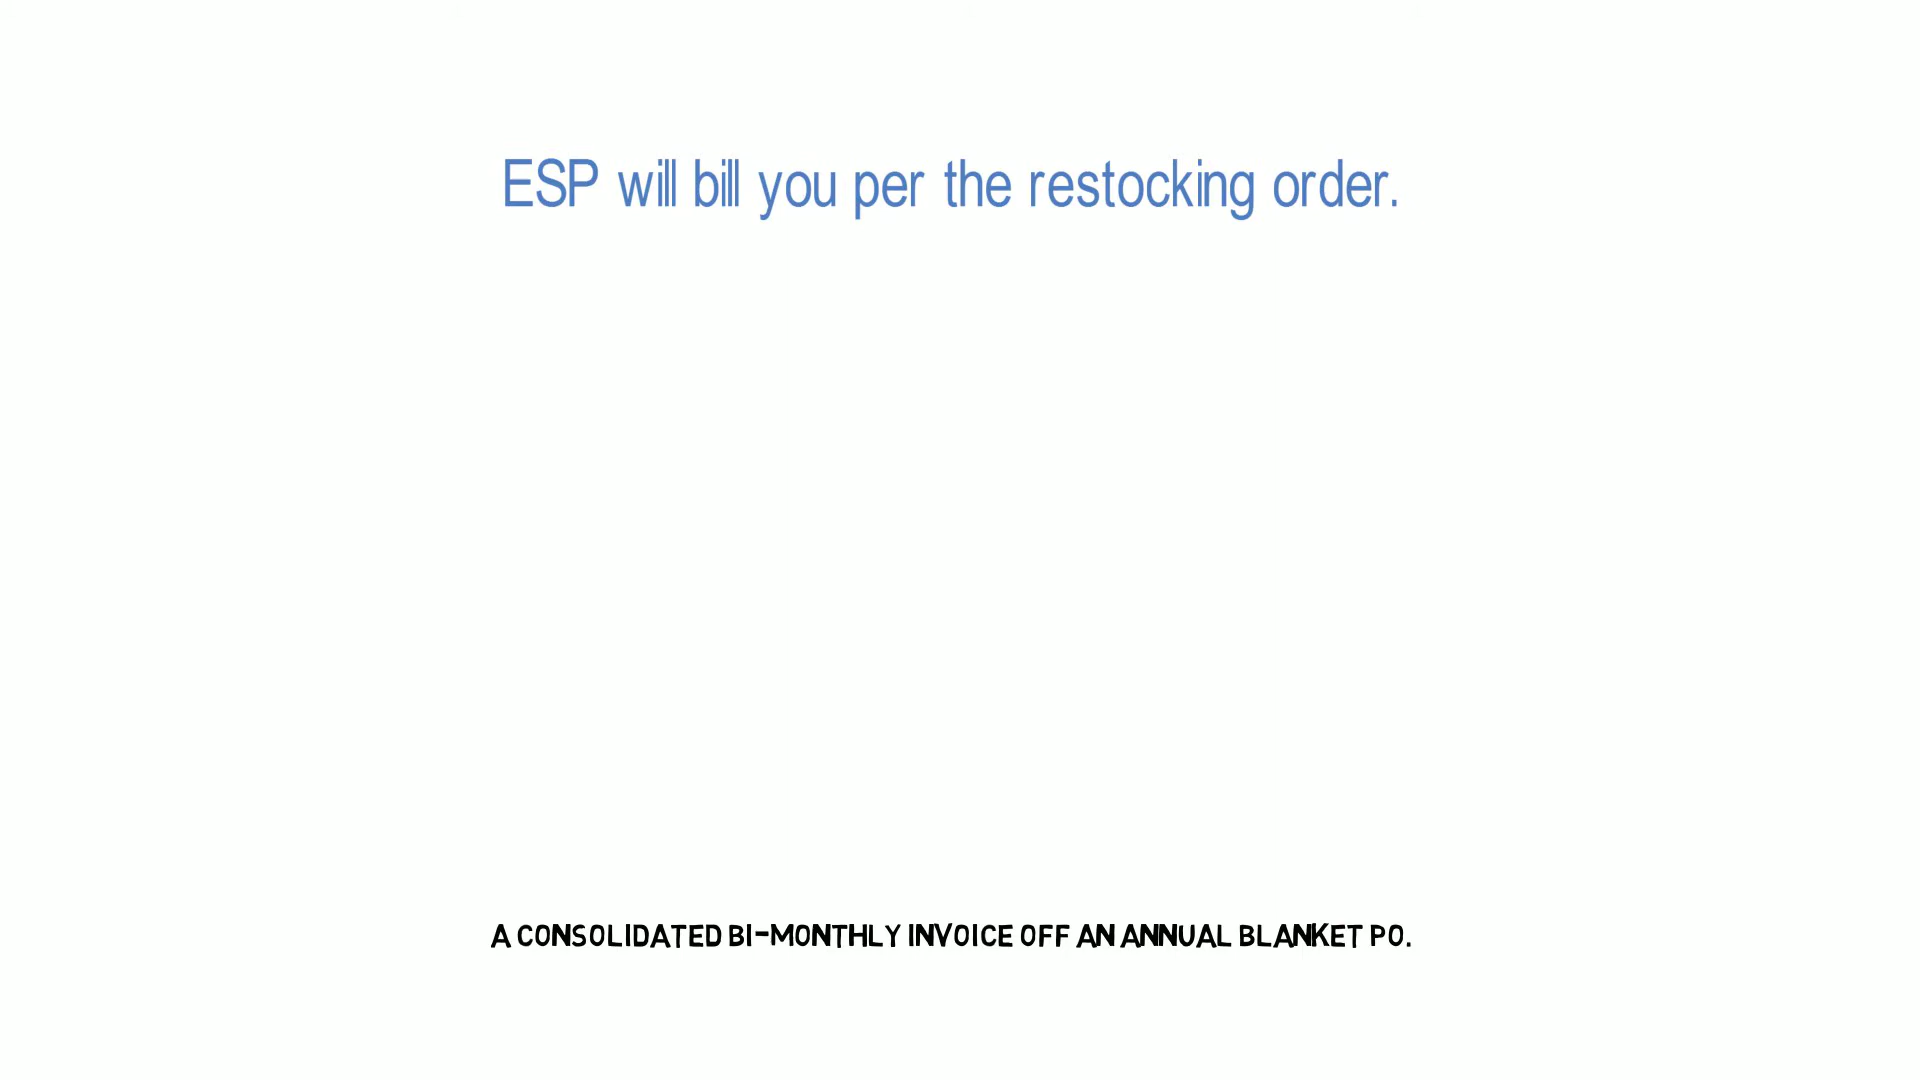 ESP will bill you per the restocking order.
A CONSOLIDATED BI-MONTHLY INVOICE OFF AN ANNUAL BLANKET PO.